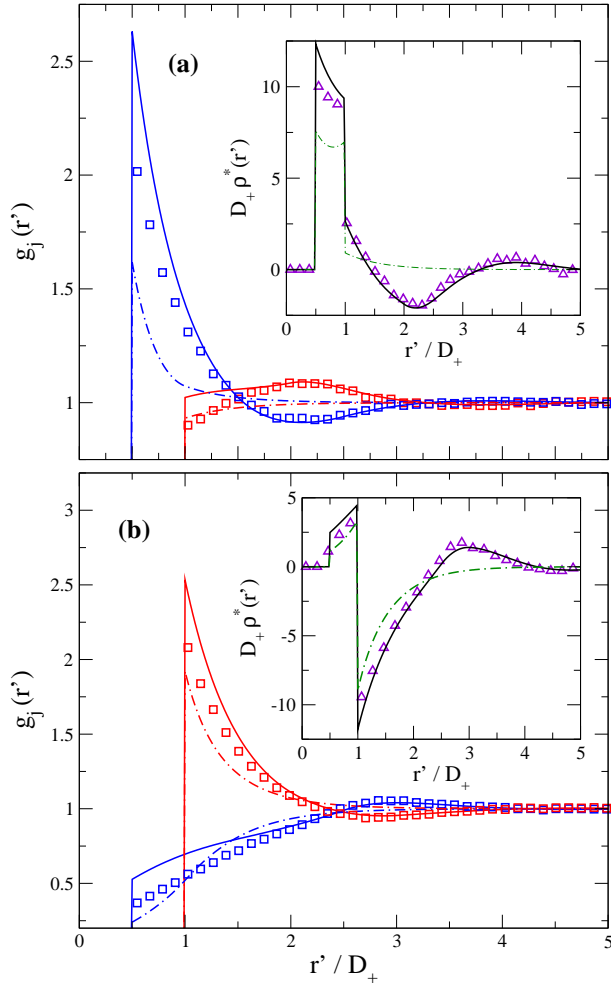 2.5
2
1.5
1
g_j(r')
(a)
10
5
0
D_+ ρ^*(r')
0 1 2 3 4 5
r' / D_+
3
2.5
2
1.5
1
0.5
g_j(r')
(b)
5
0
-5
-10
D_+ ρ^*(r')
0 1 2 3 4 5
r' / D_+
0 1 2 3 4 5
r' / D_+